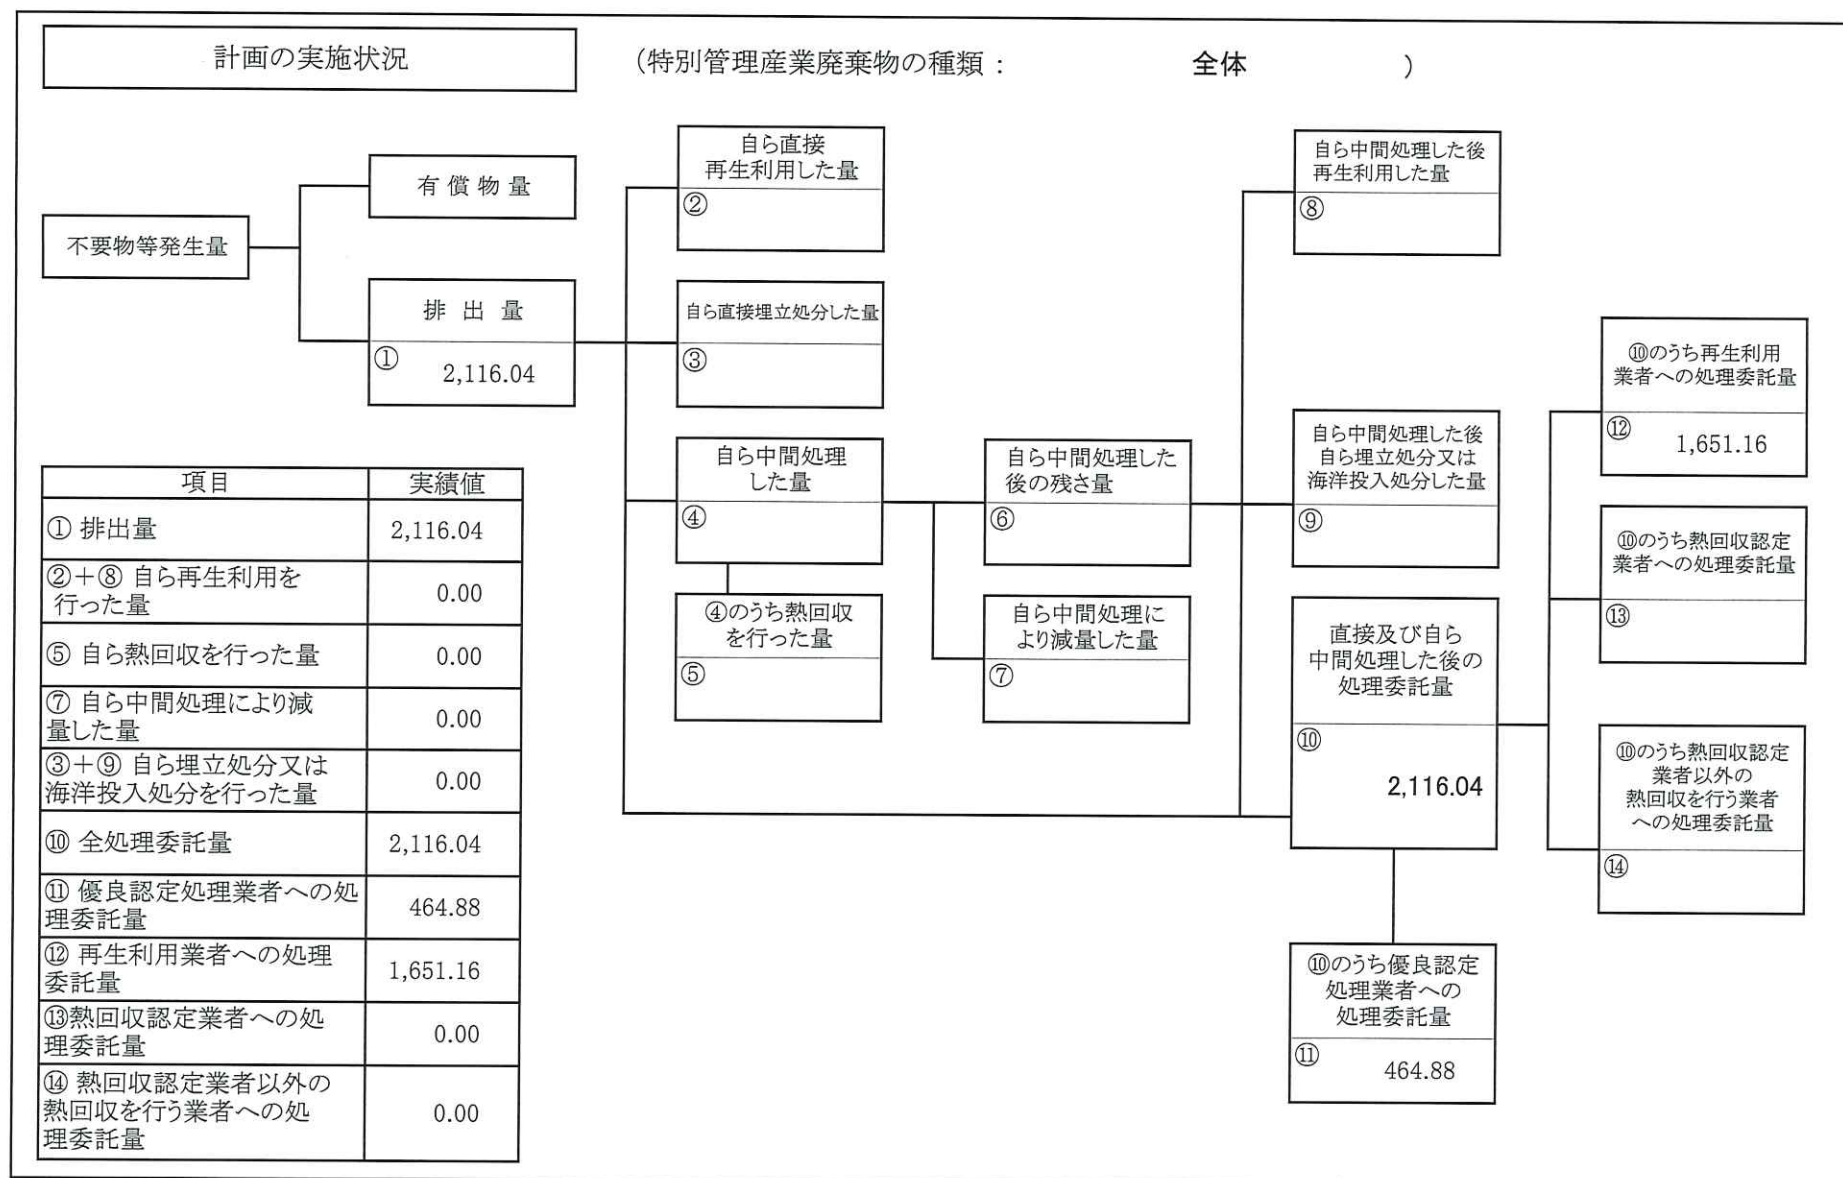 計画の実施状況
（特別管理産業廃棄物の種類： 全体 ）
不要物等発生量
有 償 物 量
排 出 量
① 2,116.04
自ら直接
再生利用した量
②
自ら直接埋立処分した量
③
自ら中間処理
した量
④
④のうち熱回収
を行った量
⑤
自ら中間処理した
後の残さ量
⑥
自ら中間処理に
より減量した量
⑦
自ら中間処理した後
再生利用した量
⑧
自ら中間処理した後
自ら埋立処分又は
海洋投入処分した量
⑨
直接及び自ら
中間処理した後の
処理委託量
⑩
2,116.04
⑩のうち優良認定
処理業者への
処理委託量
⑪ 464.88
⑩のうち再生利用
業者への処理委託量
⑫ 1,651.16
⑩のうち熱回収認定
業者への処理委託量
⑬
⑩のうち熱回収認定
業者以外の
熱回収を行う業者
への処理委託量
⑭
項目 実績値
① 排出量 2,116.04
②＋⑧ 自ら再生利用を
行った量 0.00
⑤ 自ら熱回収を行った量 0.00
⑦ 自ら中間処理により減
量した量 0.00
③＋⑨ 自ら埋立処分又は
海洋投入処分を行った量 0.00
⑩ 全処理委託量 2,116.04
⑪ 優良認定処理業者への処
理委託量 464.88
⑫ 再生利用業者への処理
委託量 1,651.16
⑬熱回収認定業者への処
理委託量 0.00
⑭ 熱回収認定業者以外の
熱回収を行う業者への処
理委託量 0.00